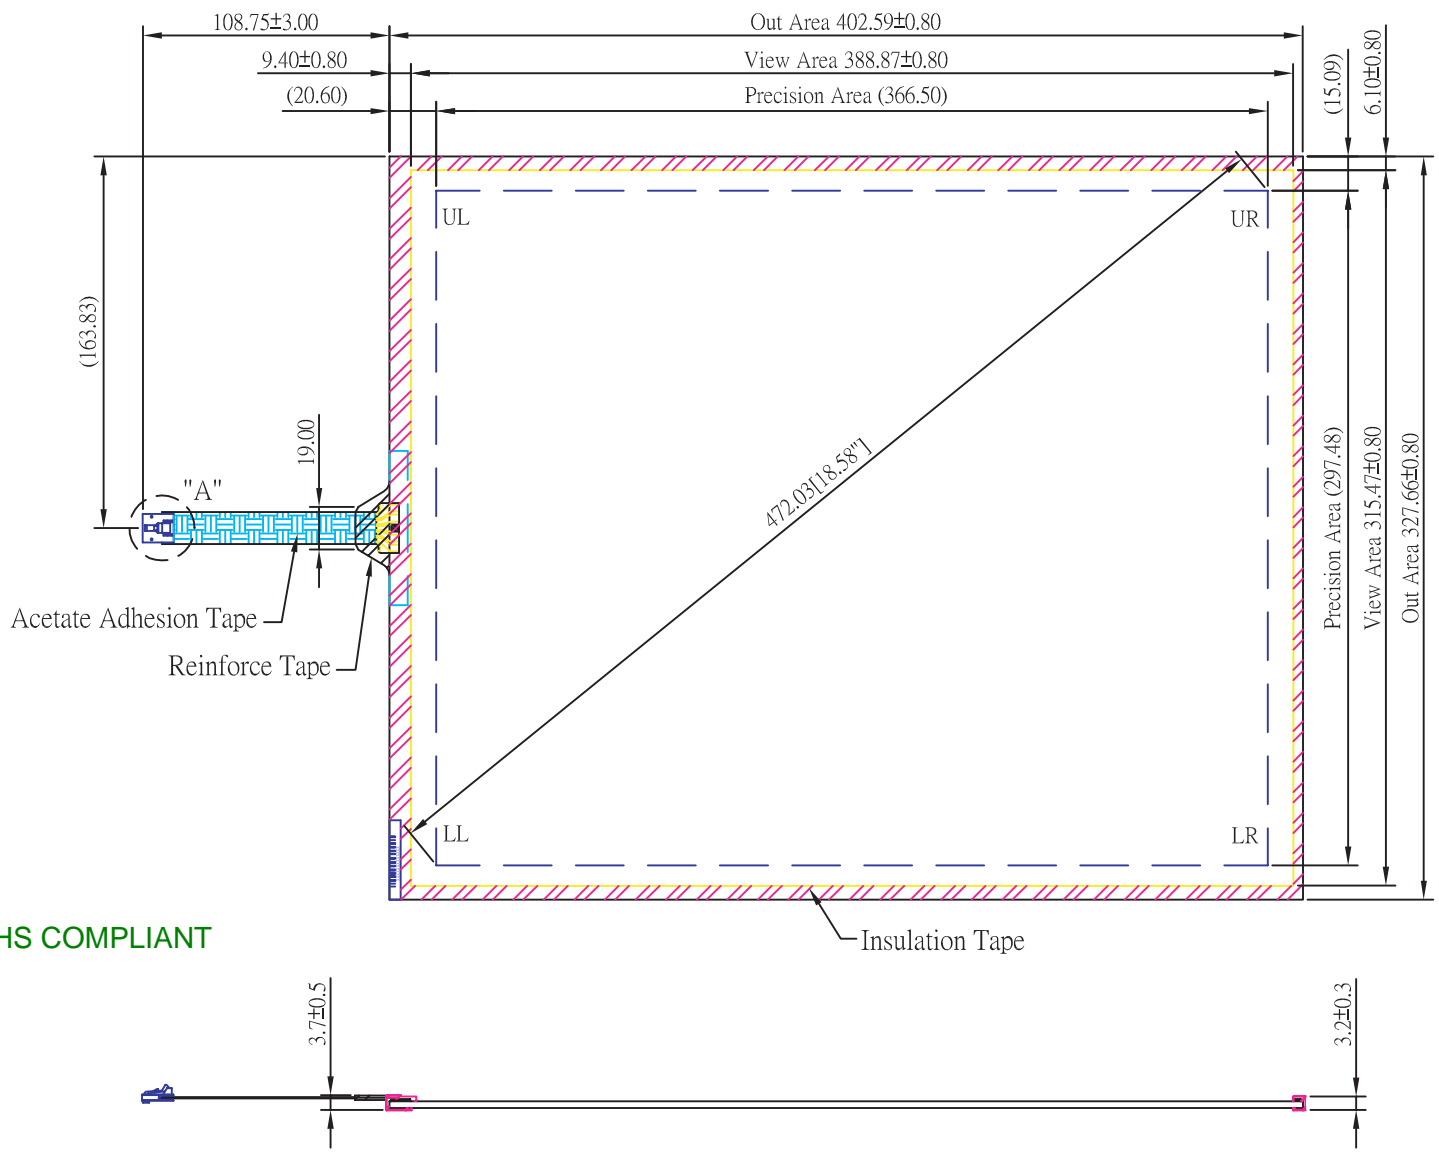 108.75±3.00
Out Area 402.59±0.80
9.40±0.80
View Area 388.87±0.80
(20.60)
Precision Area (366.50)
(15.09)
6.10±0.80
UL
UR
(163.83)
19.00
"A"
472.03[18.58"]
Precision Area (297.48)
View Area 315.47±0.80
Out Area 327.66±0.80
Acetate Adhesion Tape
Reinforce Tape
LL
LR
HS COMPLIANT
Insulation Tape
3.7±0.5
3.2±0.3